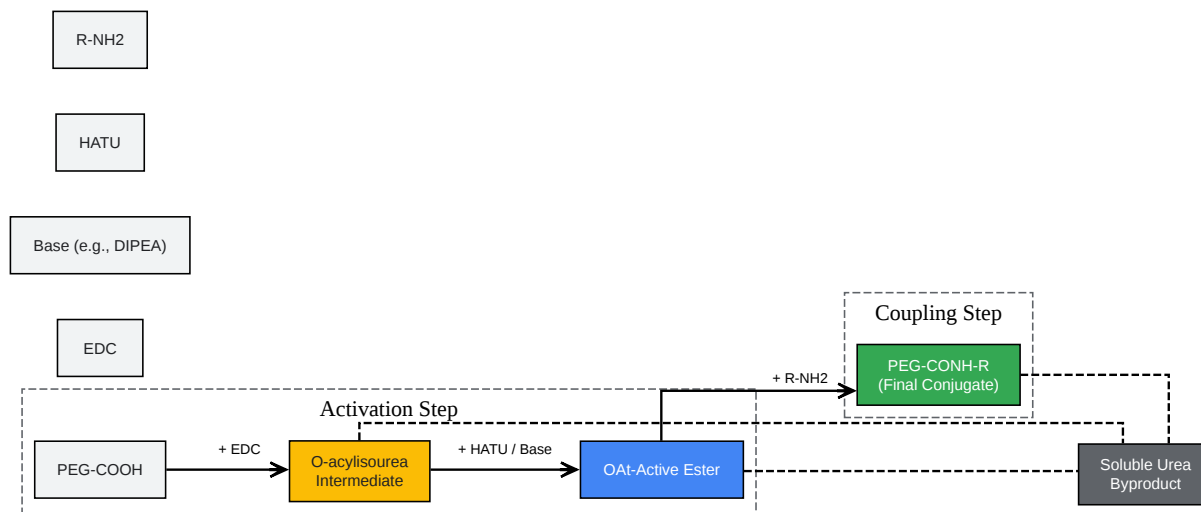 R-NH2
HATU
Base (e.g., DIPEA)
EDC
Coupling Step
PEG-CONH-R
(Final Conjugate)
+ R-NH2
Activation Step
PEG-COOH
+ EDC
O-acylisourea
Intermediate
+ HATU / Base
OAt-Active Ester
Soluble Urea
Byproduct